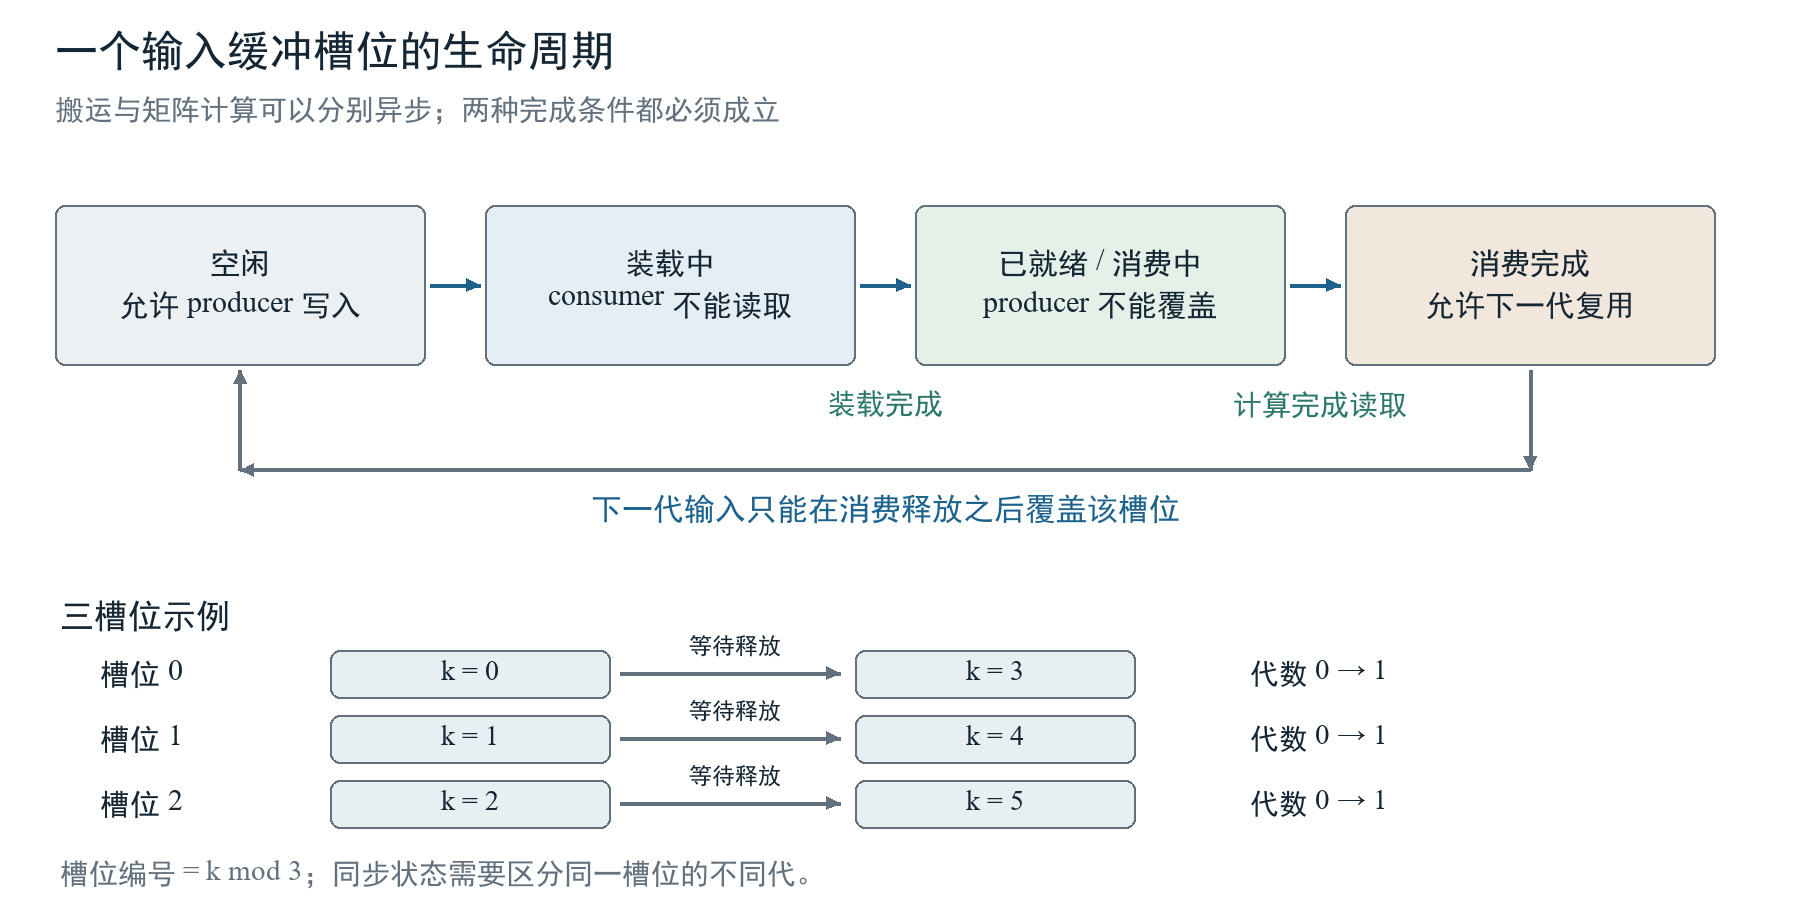 一个输入缓冲槽位的生命周期
搬运与矩阵计算可以分别异步；两种完成条件都必须成立
空闲
允许 producer 写入
装载中
consumer 不能读取
已就绪 / 消费中
producer 不能覆盖
消费完成
允许下一代复用
装载完成
计算完成读取
下一代输入只能在消费释放之后覆盖该槽位
三槽位示例
槽位 0
k = 0
等待释放
k = 3
代数 0 → 1
槽位 1
k = 1
等待释放
k = 4
代数 0 → 1
槽位 2
k = 2
等待释放
k = 5
代数 0 → 1
槽位编号 = k mod 3；同步状态需要区分同一槽位的不同代。